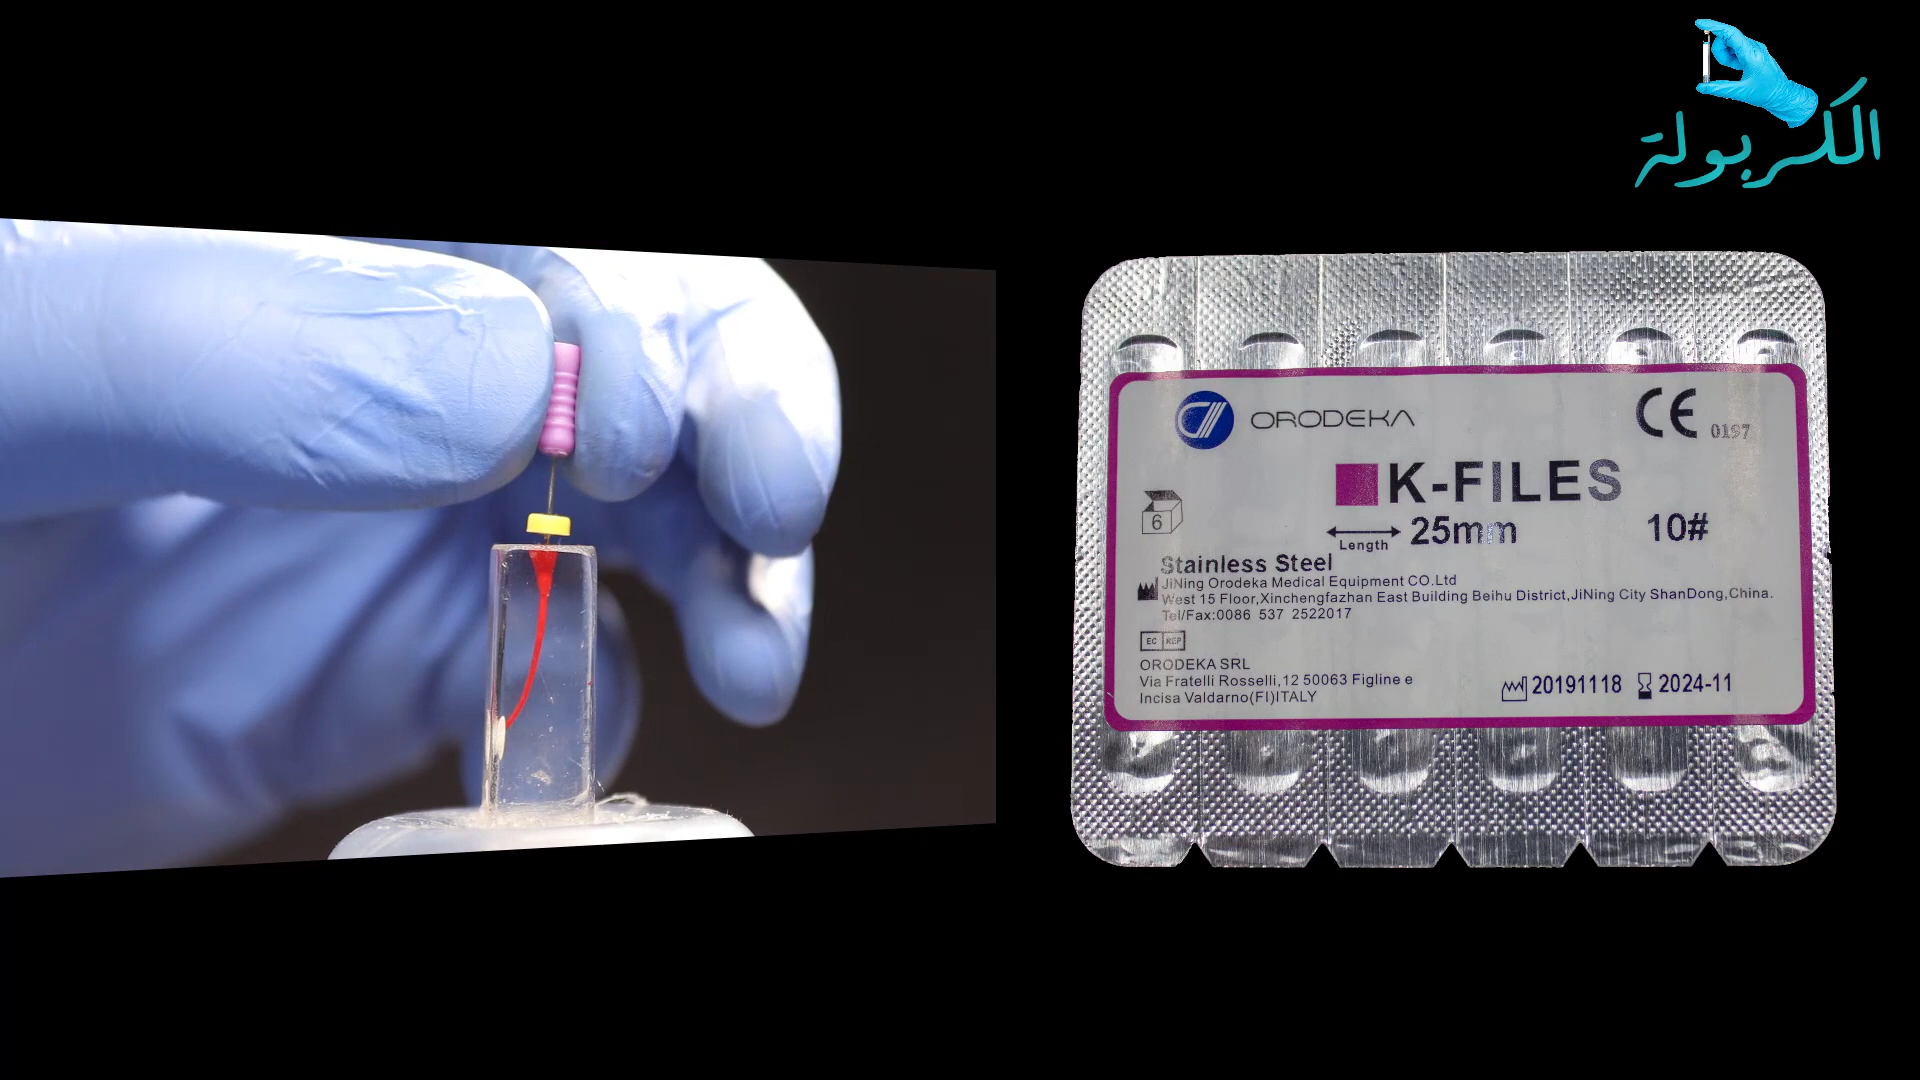 الكربولة
ORODEKA
CE 0197
K-FILES
6
Length 25mm 10#
Stainless Steel
JiNing Orodeka Medical Equipment CO.Ltd
West 15 Floor,Xinchengfazhan East Building Beihu District,JiNing City ShanDong,China.
Tel/Fax:0086 537 2522017
EC REP
ORODEKA SRL
Via Fratelli Rosselli,12 50063 Figline e
Incisa Valdarno(FI)ITALY
20191118 2024-11